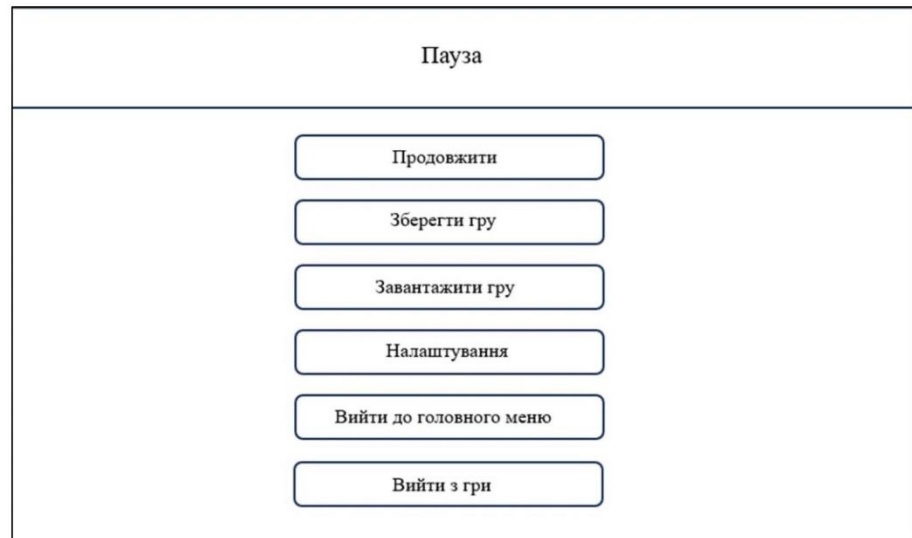 Пауза
Продовжити
Зберегти гру
Завантажити гру
Налаштування
Вийти до головного меню
Вийти з гри